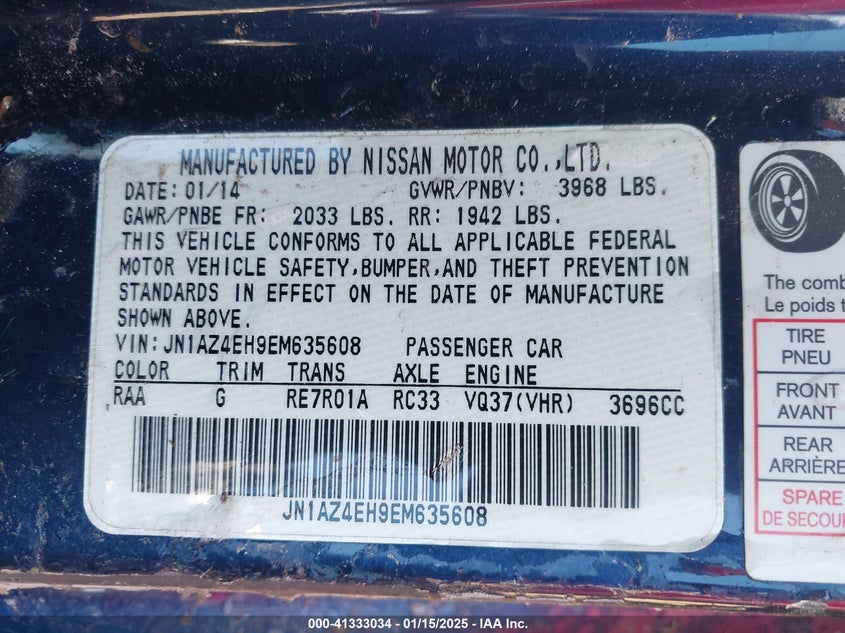 MANUFACTURED BY NISSAN MOTOR CO.,LTD.
DATE: 01/14 GVWR/PNBV: 3968 LBS.
GAWR/PNBE FR: 2033 LBS. RR: 1942 LBS.
THIS VEHICLE CONFORMS TO ALL APPLICABLE FEDERAL
MOTOR VEHICLE SAFETY,BUMPER,AND THEFT PREVENTION
STANDARDS IN EFFECT ON THE DATE OF MANUFACTURE
SHOWN ABOVE.
VIN:JN1AZ4EH9EM635608 PASSENGER CAR
COLOR TRIM TRANS AXLE ENGINE
RAA G RE7R01A RC33 VQ37(VHR) 3696CC
JN1AZ4EH9EM635608
The comb
Le poids t
TIRE
PNEU
FRONT
AVANT
REAR
ARRIÈRE
SPARE
DE SECOU
000-41333034 - 01/15/2025 - IAA Inc.